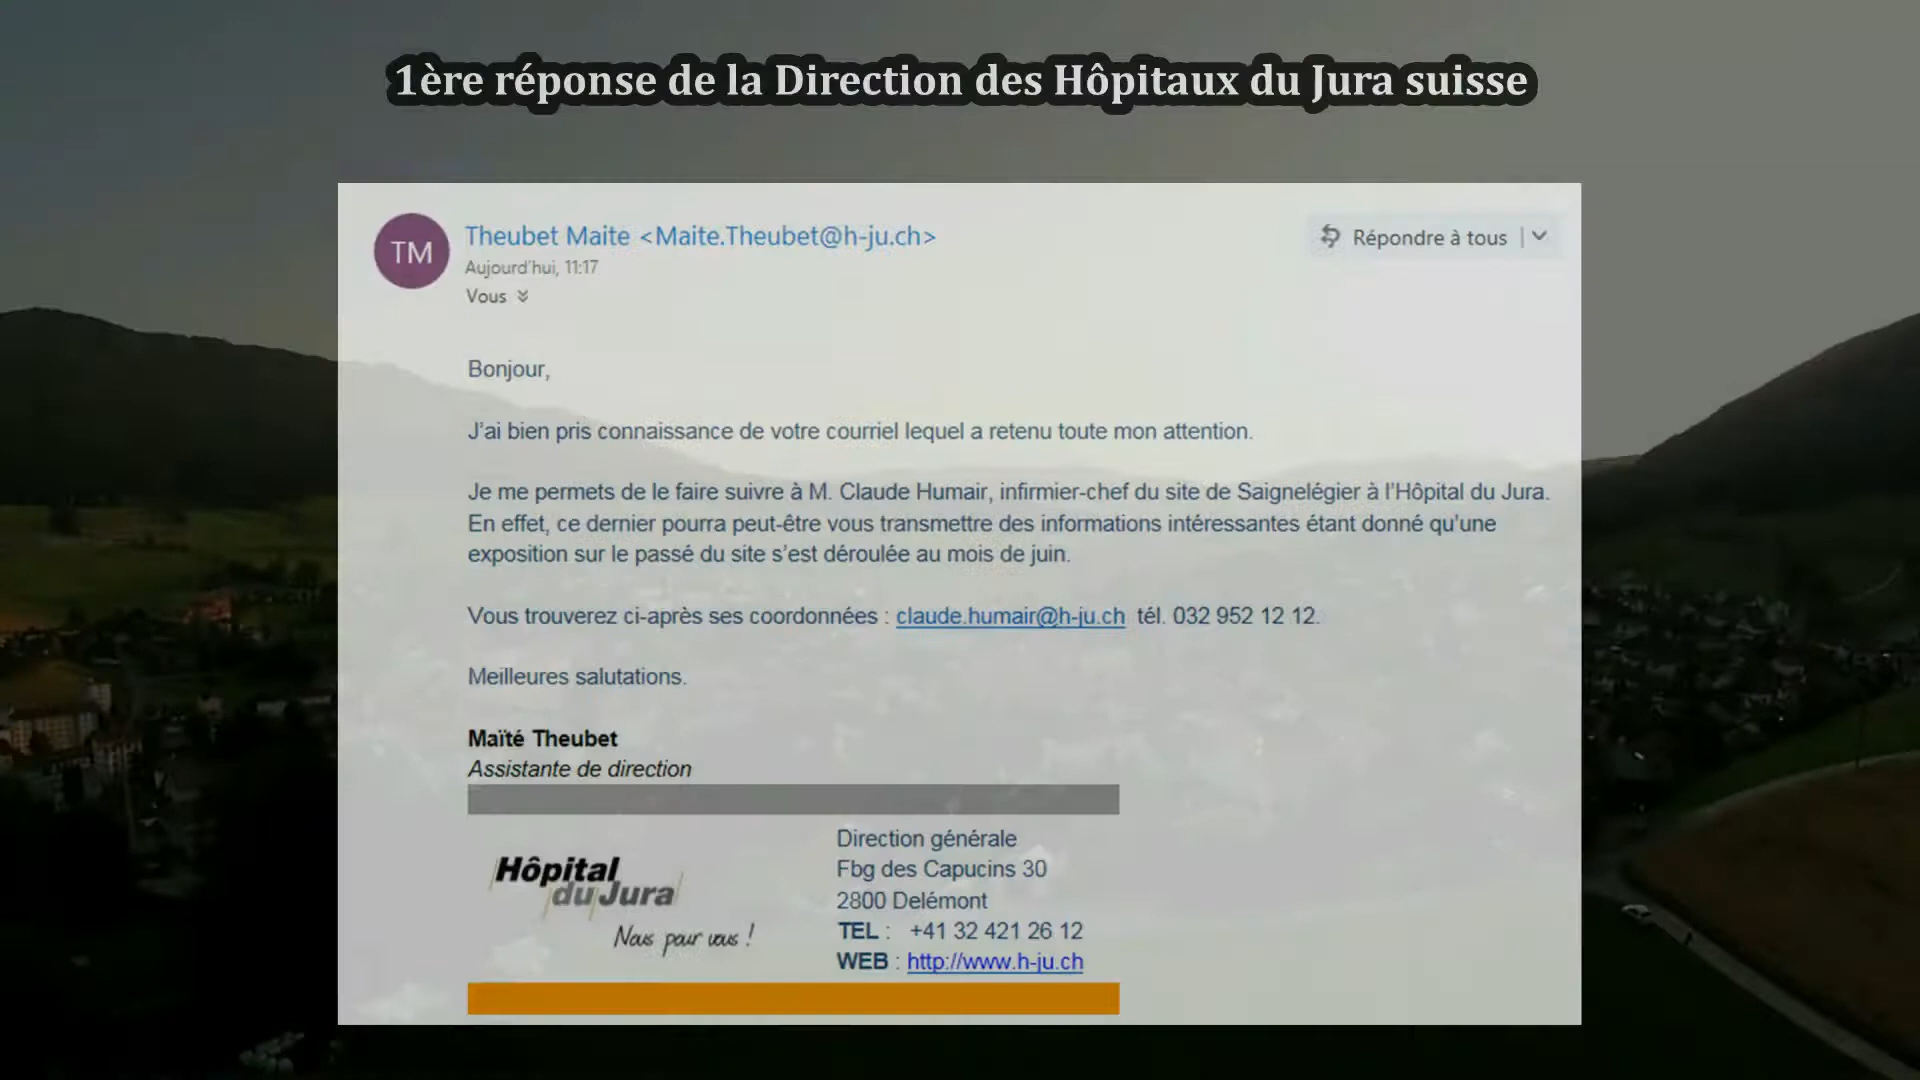 1ère réponse de la Direction des Hôpitaux du Jura suisse
TM
Theubet Maite <Maite.Theubet@h-ju.ch>
Répondre à tous
Aujourd'hui, 11:17
Vous
Bonjour,
J'ai bien pris connaissance de votre courriel lequel a retenu toute mon attention.
Je me permets de le faire suivre à M. Claude Humair, infirmier-chef du site de Saignelégier à l'Hôpital du Jura.
En effet, ce dernier pourra peut-être vous transmettre des informations intéressantes étant donné qu'une
exposition sur le passé du site s'est déroulée au mois de juin.
Vous trouverez ci-après ses coordonnées : claude.humair@h-ju.ch tél. 032 952 12 12.
Meilleures salutations.
Maïté Theubet
Assistante de direction
Hôpital
du Jura
Nous pour vous !
Direction générale
Fbg des Capucins 30
2800 Delémont
TEL : +41 32 421 26 12
WEB : http://www.h-ju.ch